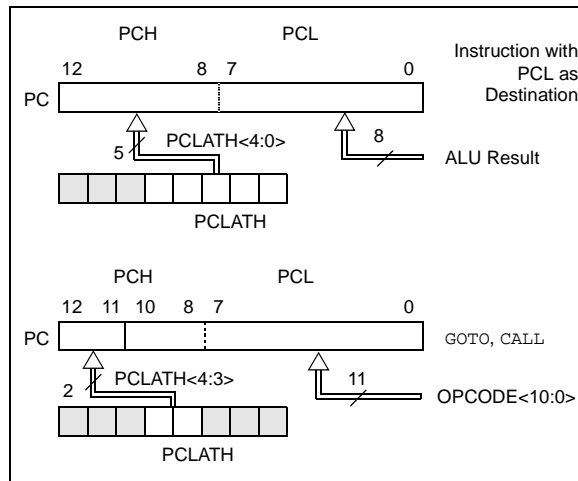 PCH PCL
12 8 7 0
Instruction with
PCL as
Destination
PC
5 PCLATH<4:0> 8
ALU Result
PCLATH
PCH PCL
12 11 10 8 7 0
PC
GOTO, CALL
2 PCLATH<4:3> 11
OPCODE<10:0>
PCLATH